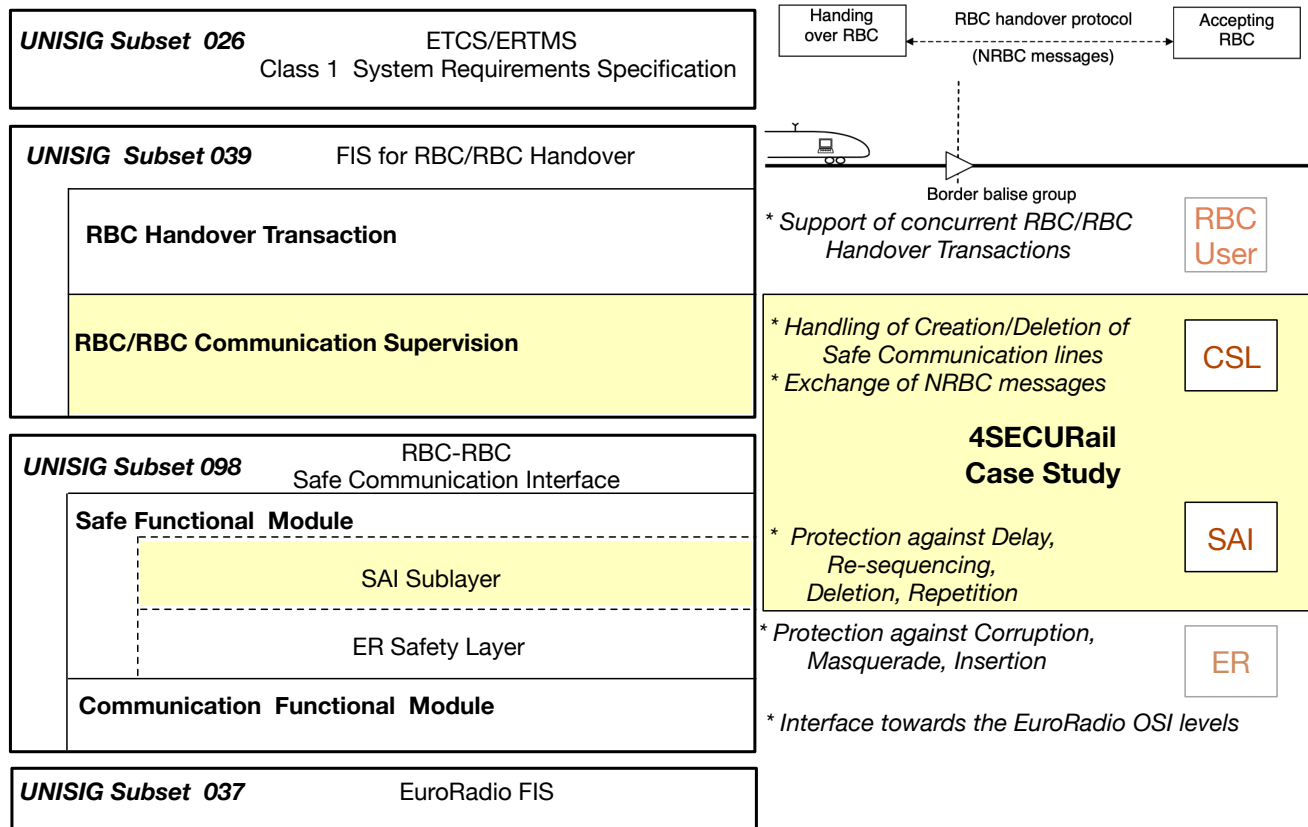 UNISIG Subset 026
ETCS/ERTMS
Class 1 System Requirements Specification
UNISIG Subset 039
FIS for RBC/RBC Handover
RBC Handover Transaction
RBC/RBC Communication Supervision
UNISIG Subset 098
RBC-RBC
Safe Communication Interface
Safe Functional Module
SAI Sublayer
ER Safety Layer
Communication Functional Module
UNISIG Subset 037
EuroRadio FIS
Handing
over RBC
RBC handover protocol
(NRBC messages)
Accepting
RBC
Border balise group
* Support of concurrent RBC/RBC
Handover Transactions
RBC
User
* Handling of Creation/Deletion of
Safe Communication lines
* Exchange of NRBC messages
CSL
4SECURail
Case Study
* Protection against Delay,
Re-sequencing,
Deletion, Repetition
SAI
* Protection against Corruption,
Masquerade, Insertion
ER
* Interface towards the EuroRadio OSI levels